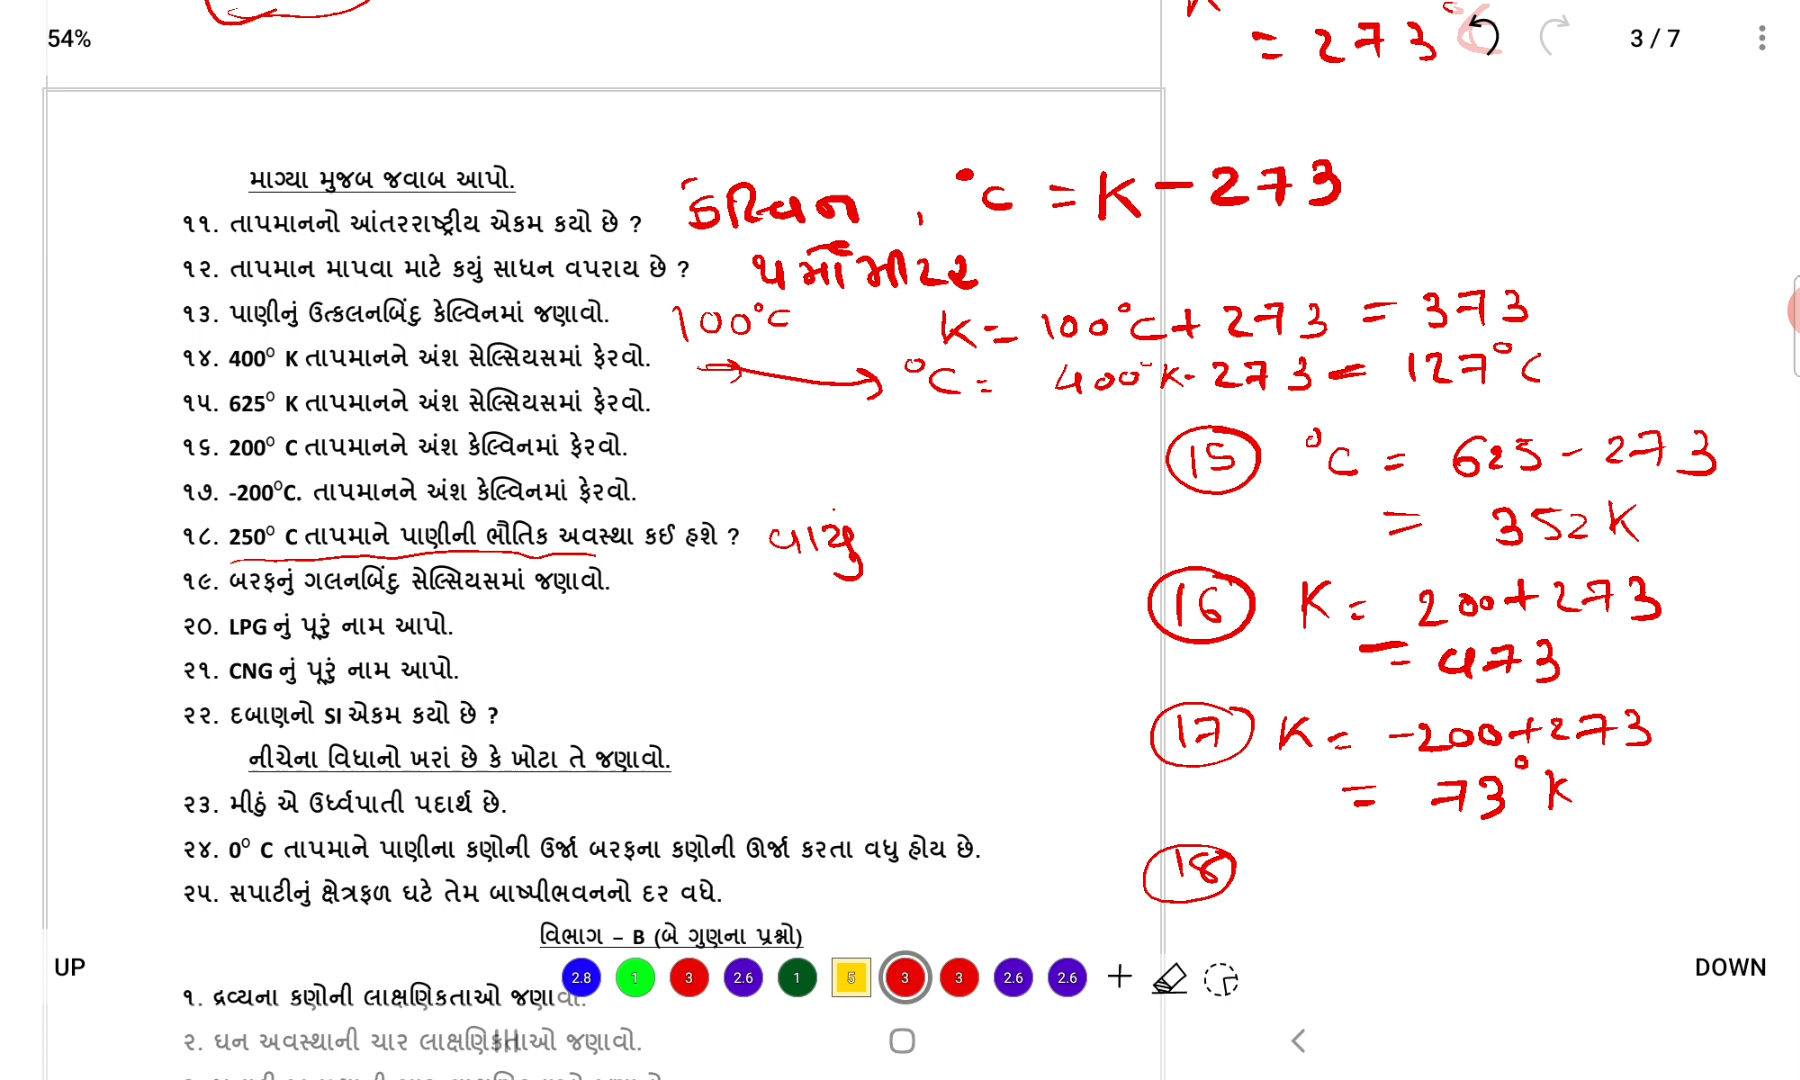 = 273°
54%
3 / 7
માગ્યા મુજબ જવાબ આપો.
°C = K - 273
૧૧. તાપમાનનો આંતરરાષ્ટ્રીય એકમ કયો છે ? કેલ્વિન ,
૧૨. તાપમાન માપવા માટે કયું સાધન વપરાય છે ? થર્મોમીટર
૧૩. પાણીનું ઉત્કલનબિંદુ કેલ્વિનમાં જણાવો. 100°C K = 100°C + 273 = 373
૧૪. 400⁰ K તાપમાનને અંશ સેલ્સિયસમાં ફેરવો. → °C = 400°K - 273 = 127°C
૧૫. 625⁰ K તાપમાનને અંશ સેલ્સિયસમાં ફેરવો.
15 °C = 625 - 273
= 352 K
૧૬. 200⁰ C તાપમાનને અંશ કેલ્વિનમાં ફેરવો.
૧૭. -200⁰C. તાપમાનને અંશ કેલ્વિનમાં ફેરવો.
૧૮. 250⁰ C તાપમાને પાણીની ભૌતિક અવસ્થા કઈ હશે ? વાયુ
૧૯. બરફનું ગલનબિંદુ સેલ્સિયસમાં જણાવો.
16 K = 200 + 273
= 473
૨૦. LPG નું પૂરું નામ આપો.
૨૧. CNG નું પૂરું નામ આપો.
૨૨. દબાણનો SI એકમ કયો છે ?
17 K = -200 + 273
= 73°K
નીચેના વિધાનો ખરાં છે કે ખોટા તે જણાવો.
૨૩. મીઠું એ ઉર્ધ્વપાતી પદાર્થ છે.
૨૪. 0⁰ C તાપમાને પાણીના કણોની ઉર્જા બરફના કણોની ઊર્જા કરતા વધુ હોય છે.
18
૨૫. સપાટીનું ક્ષેત્રફળ ઘટે તેમ બાષ્પીભવનનો દર વધે.
વિભાગ – B (બે ગુણના પ્રશ્નો)
UP 2.8 1 3 2.6 1 5 3 3 2.6 2.6 DOWN
૧. દ્રવ્યના કણોની લાક્ષણિકતાઓ જણાવો.
૨. ઘન અવસ્થાની ચાર લાક્ષણિકતાઓ જણાવો.